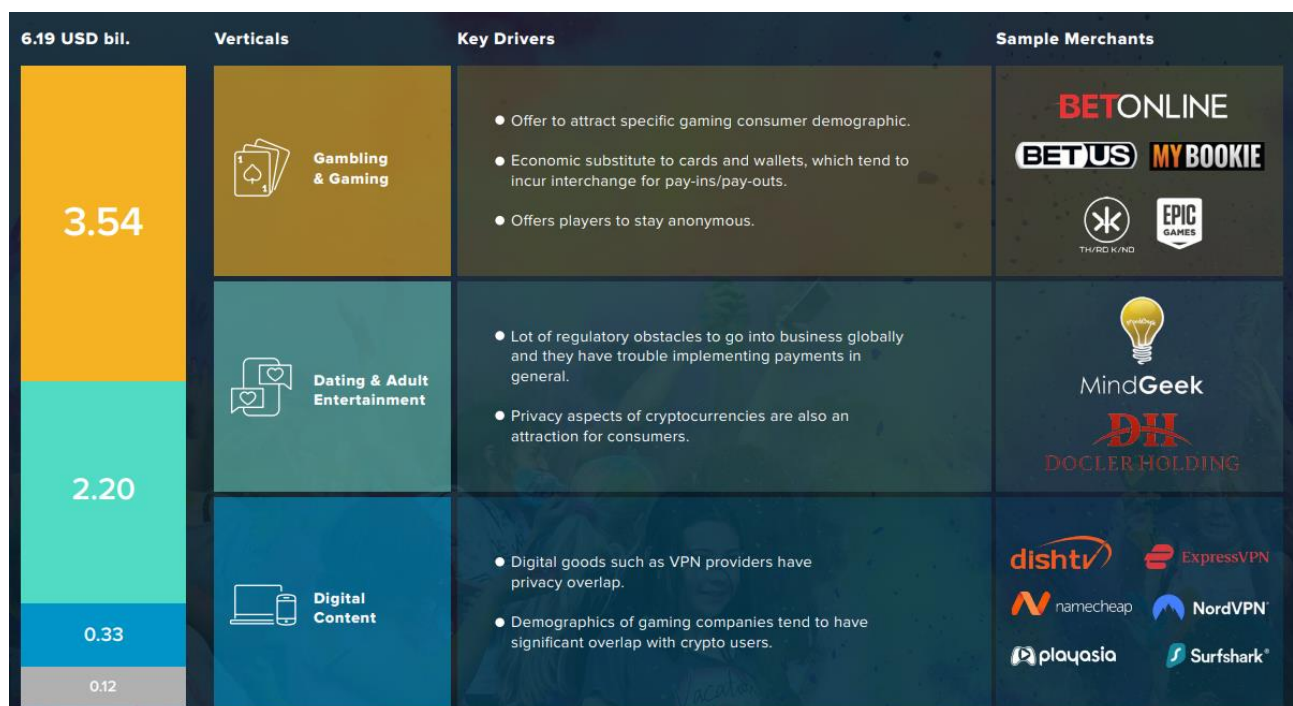 6.19 USD bil.
Verticals
Key Drivers
Sample Merchants
3.54
2.20
0.33
0.12
1
1
Gambling
& Gaming
● Offer to attract specific gaming consumer demographic.
● Economic substitute to cards and wallets, which tend to
incur interchange for pay-ins/pay-outs.
● Offers players to stay anonymous.
BETONLINE
BETUS
MYBOOKIE
TH/RD K/ND
EPIC
GAMES
Dating & Adult
Entertainment
● Lot of regulatory obstacles to go into business globally
and they have trouble implementing payments in
general.
● Privacy aspects of cryptocurrencies are also an
attraction for consumers.
MindGeek
DH
DOCLER HOLDING
Digital
Content
● Digital goods such as VPN providers have
privacy overlap.
● Demographics of gaming companies tend to have
significant overlap with crypto users.
dishtv
ExpressVPN
namecheap
NordVPN®
playasia
Surfshark®